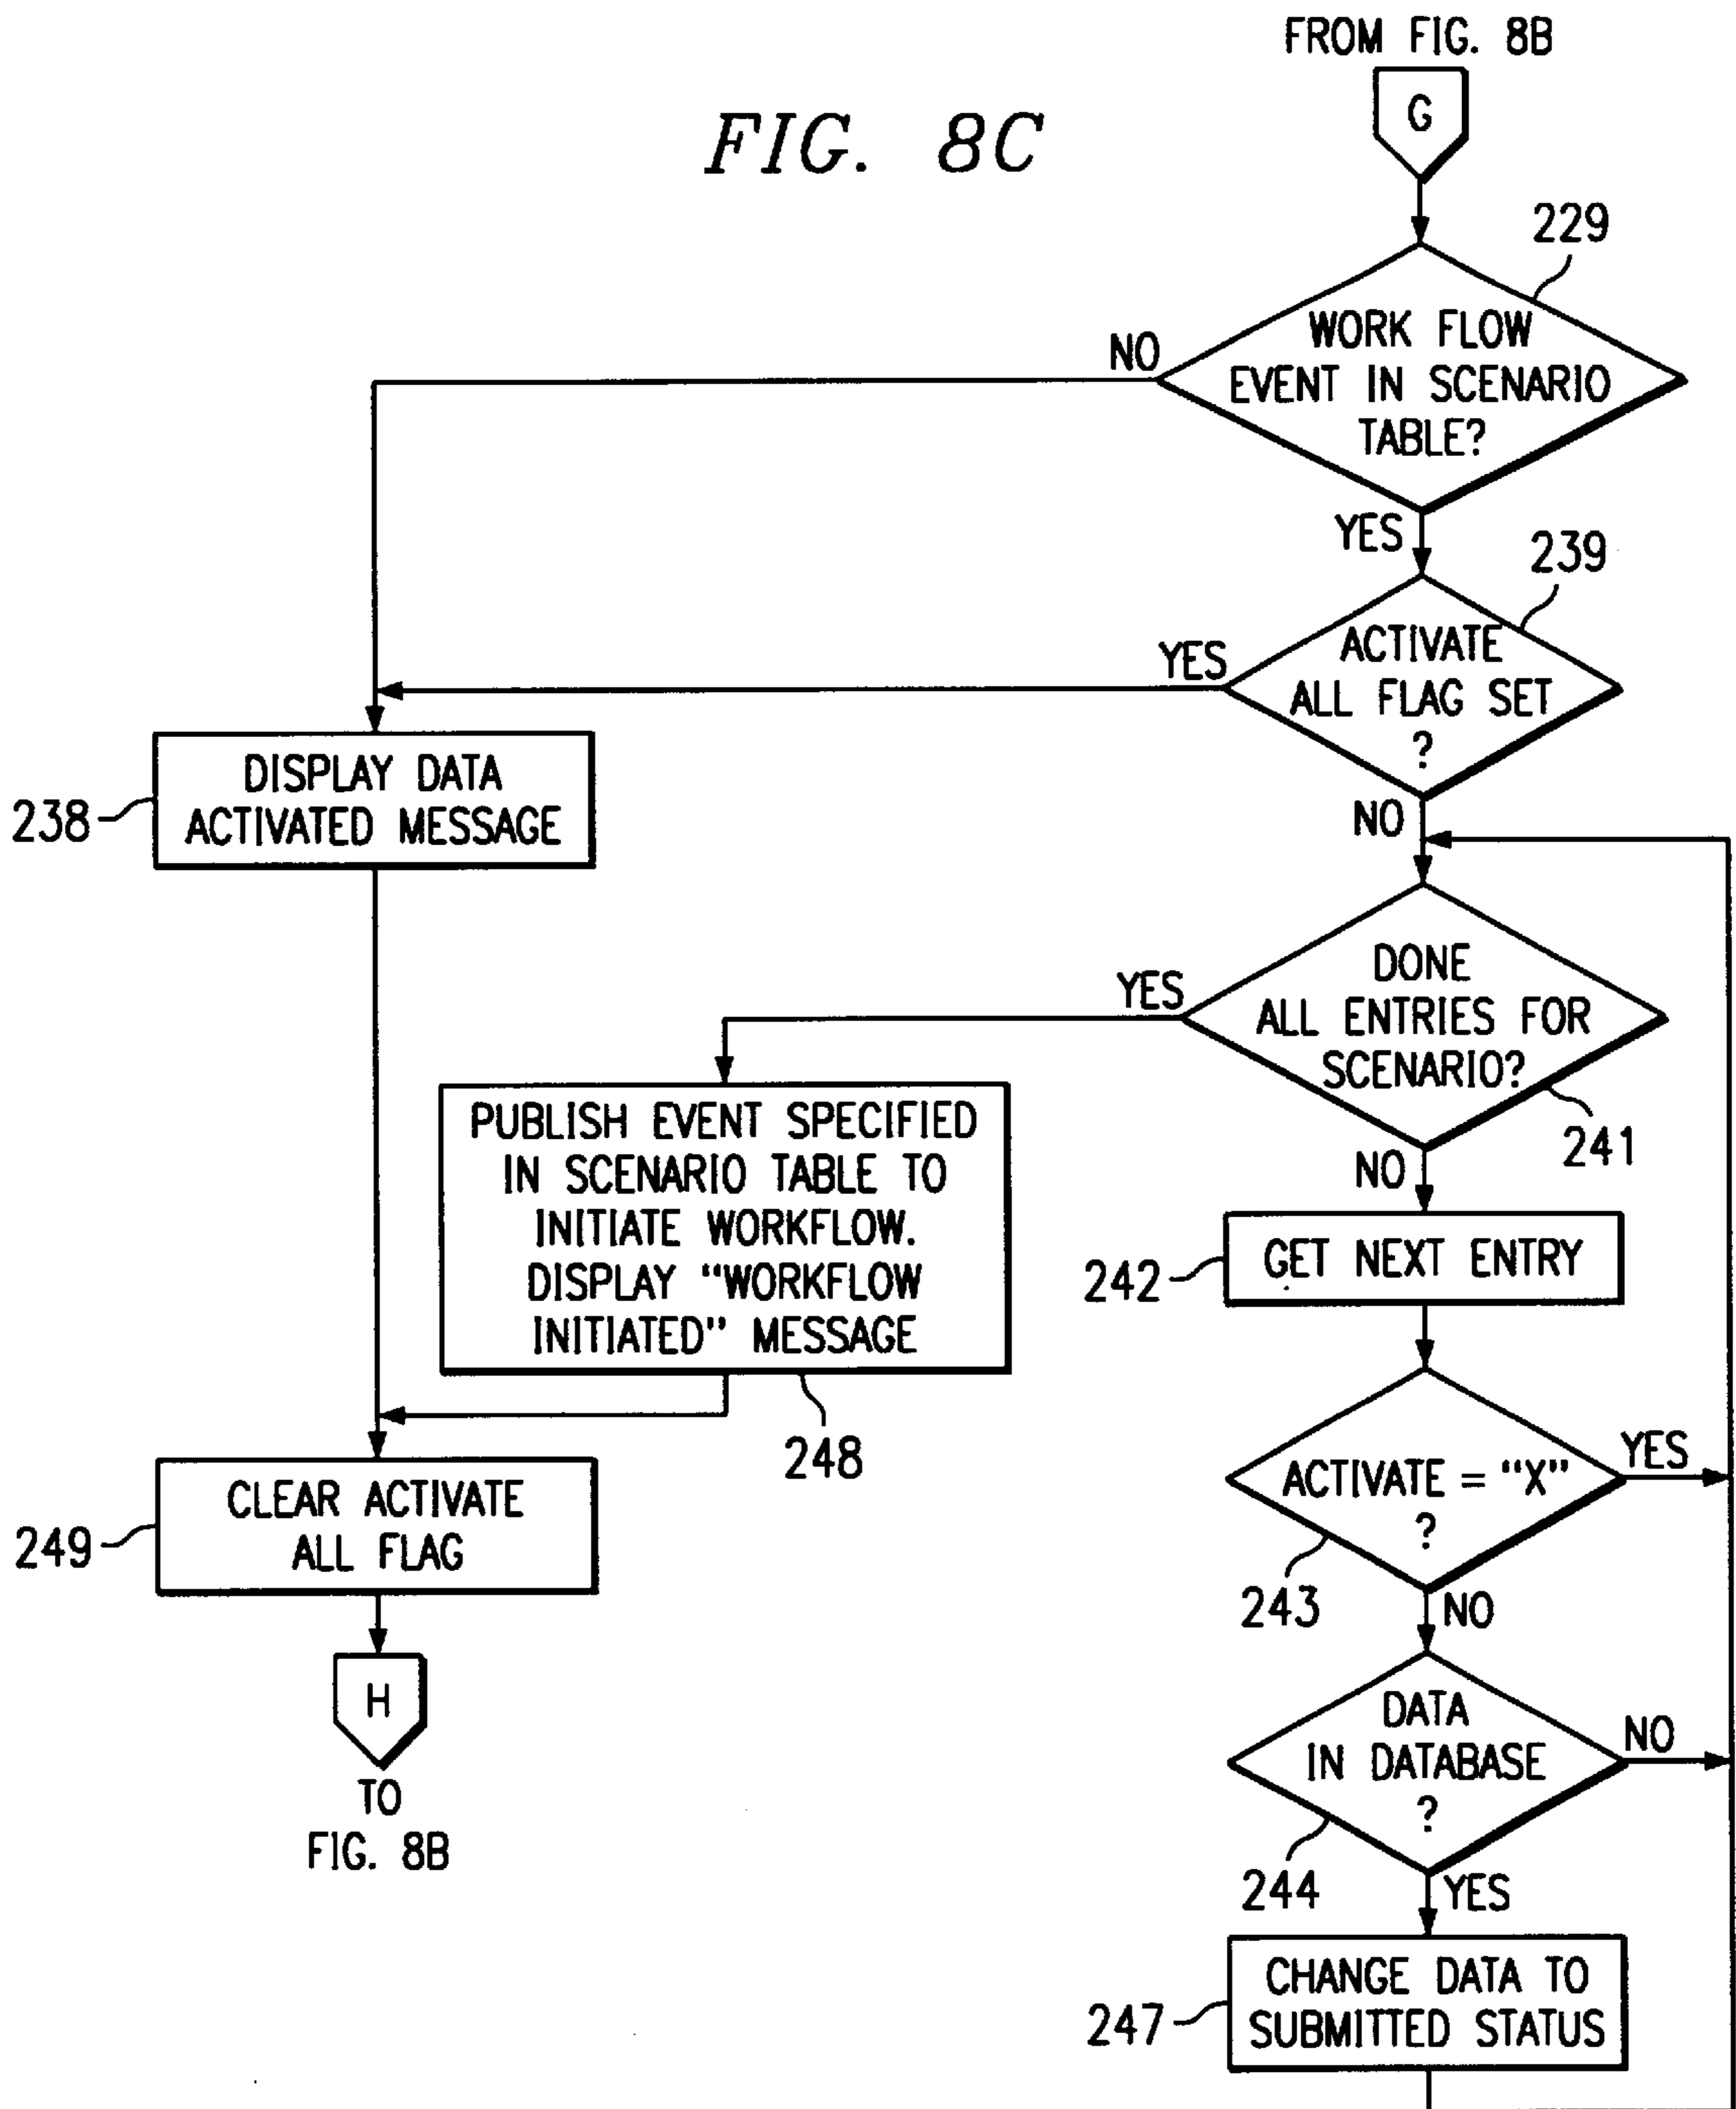 FROM FIG. 8B
G
FIG. 8C
229
WORK FLOW
EVENT IN SCENARIO
TABLE?
NO
YES
239
ACTIVATE
ALL FLAG SET
?
YES
NO
DISPLAY DATA
ACTIVATED MESSAGE
238
DONE
ALL ENTRIES FOR
SCENARIO?
YES
241
NO
PUBLISH EVENT SPECIFIED
IN SCENARIO TABLE TO
INITIATE WORKFLOW.
DISPLAY "WORKFLOW
INITIATED" MESSAGE
248
242
GET NEXT ENTRY
ACTIVATE = "X"
?
YES
243
NO
CLEAR ACTIVATE
ALL FLAG
249
H
TO
FIG. 8B
DATA
IN DATABASE
?
NO
244
YES
CHANGE DATA TO
SUBMITTED STATUS
247